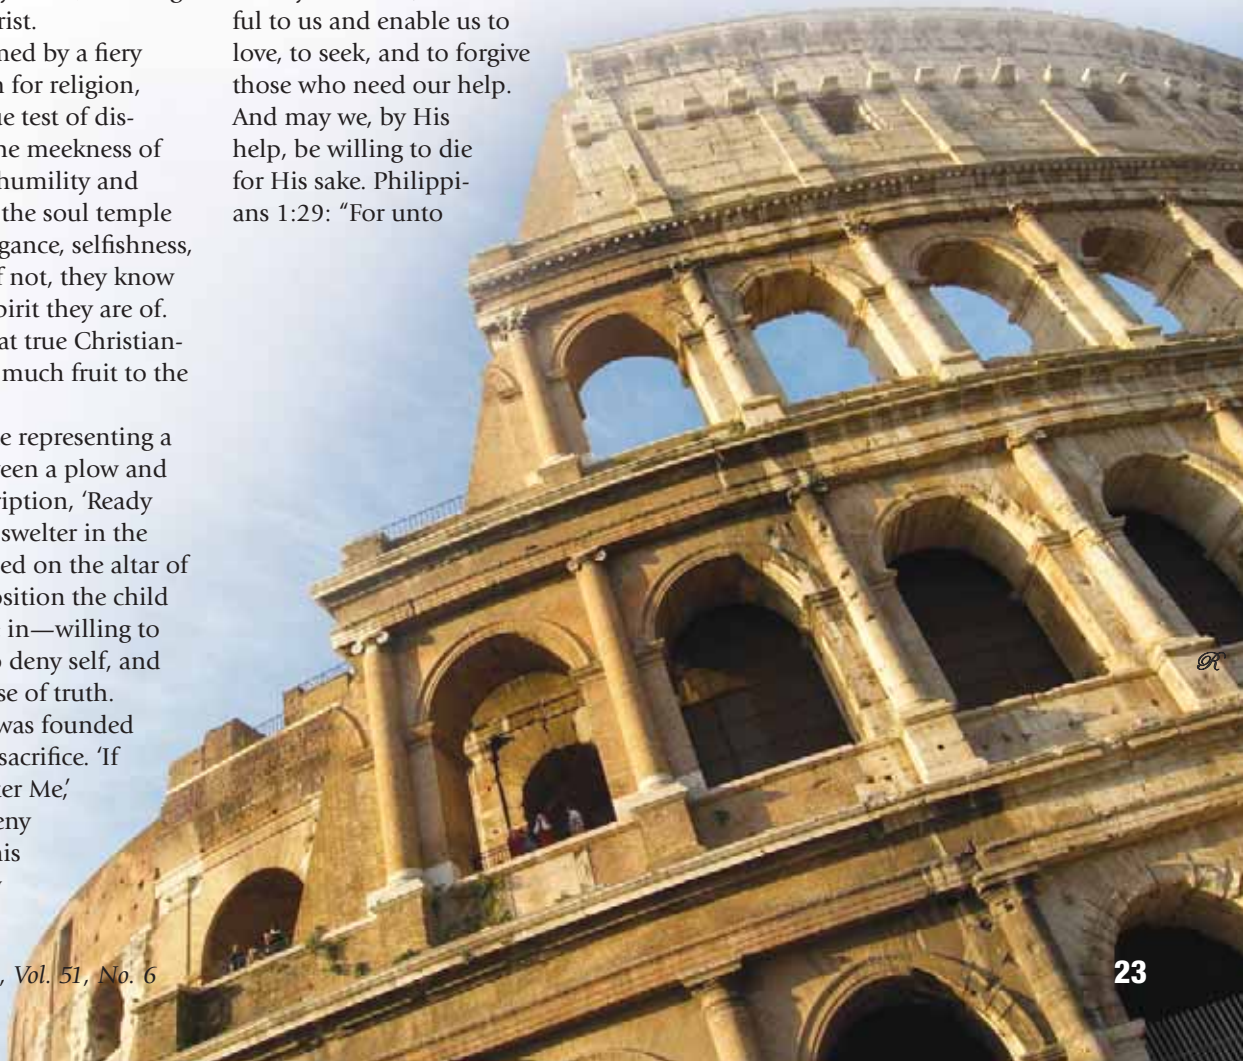 rist.
ned by a fiery
n for religion,
ue test of dis-
ne meekness of
humility and
the soul temple
gance, selfishness,
f not, they know
pirit they are of.
at true Christian-
much fruit to the
e representing a
een a plow and
ription, ‘Ready
swelter in the
ed on the altar of
osition the child
in—willing to
o deny self, and
se of truth.
was founded
sacrifice. ‘If
ter Me,’
eny
his
ful to us and enable us to
love, to seek, and to forgive
those who need our help.
And may we, by His
help, be willing to die
for His sake. Philippi-
ans 1:29: “For unto
R
, Vol. 51, No. 6
23